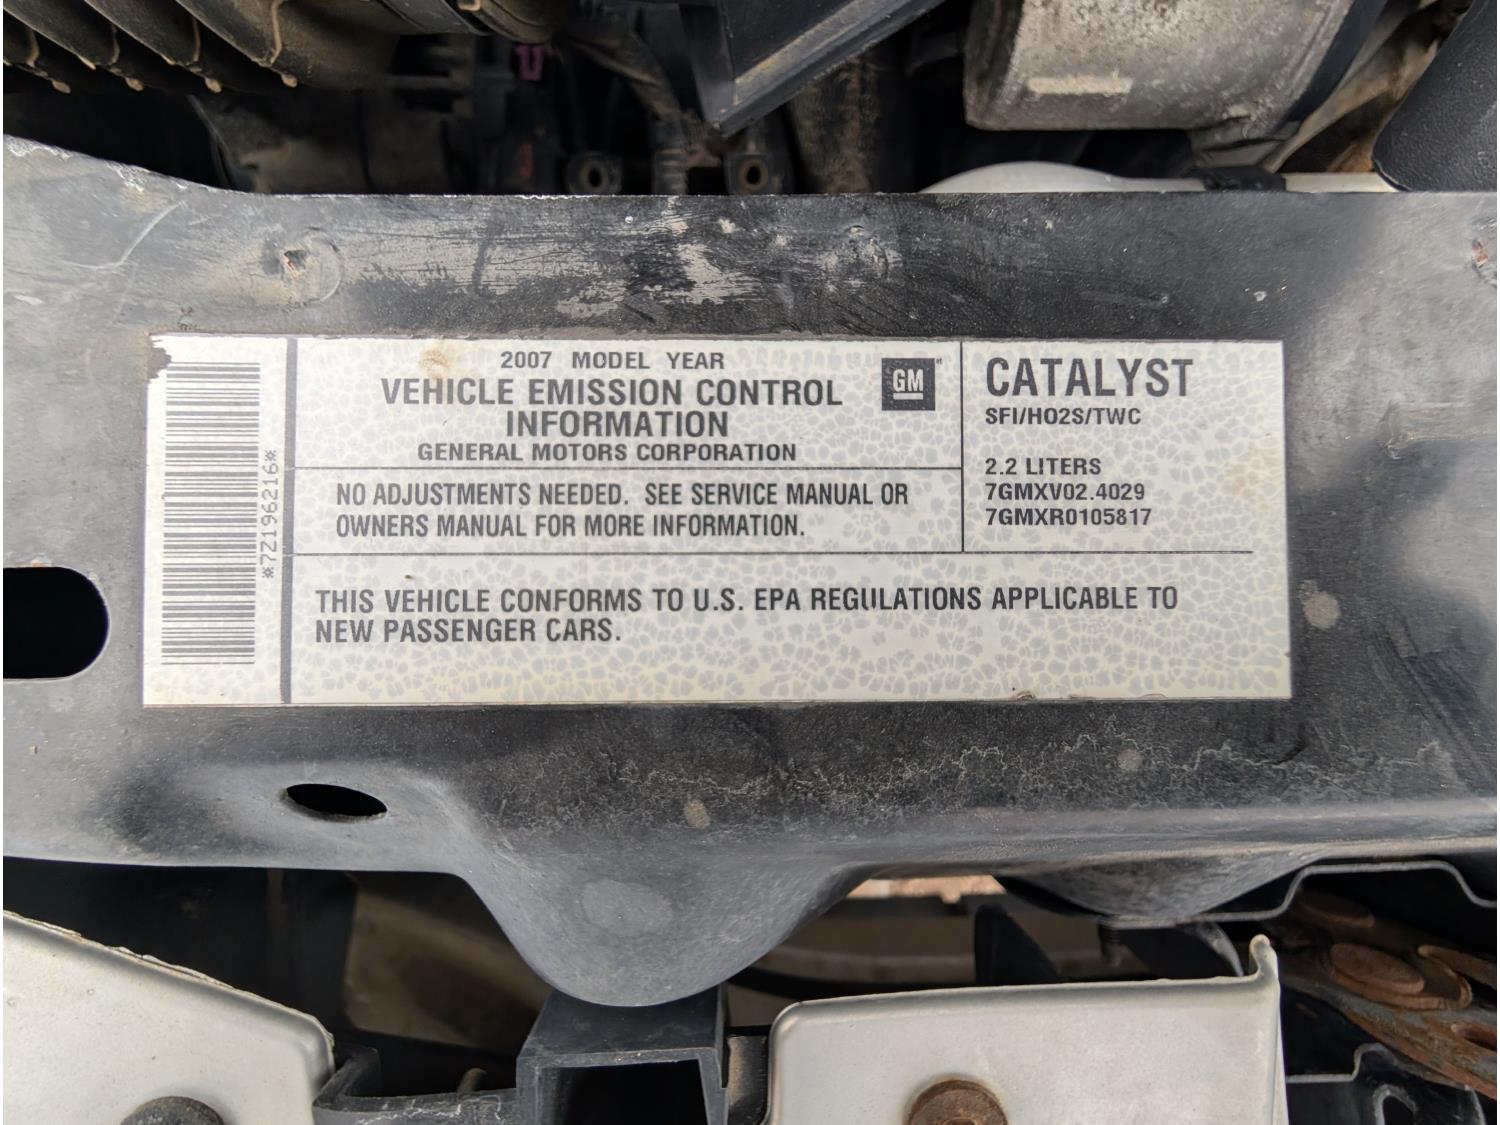 *7Z196216*
2007 MODEL YEAR
VEHICLE EMISSION CONTROL
INFORMATION
GENERAL MOTORS CORPORATION
GM
NO ADJUSTMENTS NEEDED. SEE SERVICE MANUAL OR
OWNERS MANUAL FOR MORE INFORMATION.
CATALYST
SFI/HO2S/TWC
2.2 LITERS
7GMXV02.4029
7GMXR0105817
THIS VEHICLE CONFORMS TO U.S. EPA REGULATIONS APPLICABLE TO
NEW PASSENGER CARS.